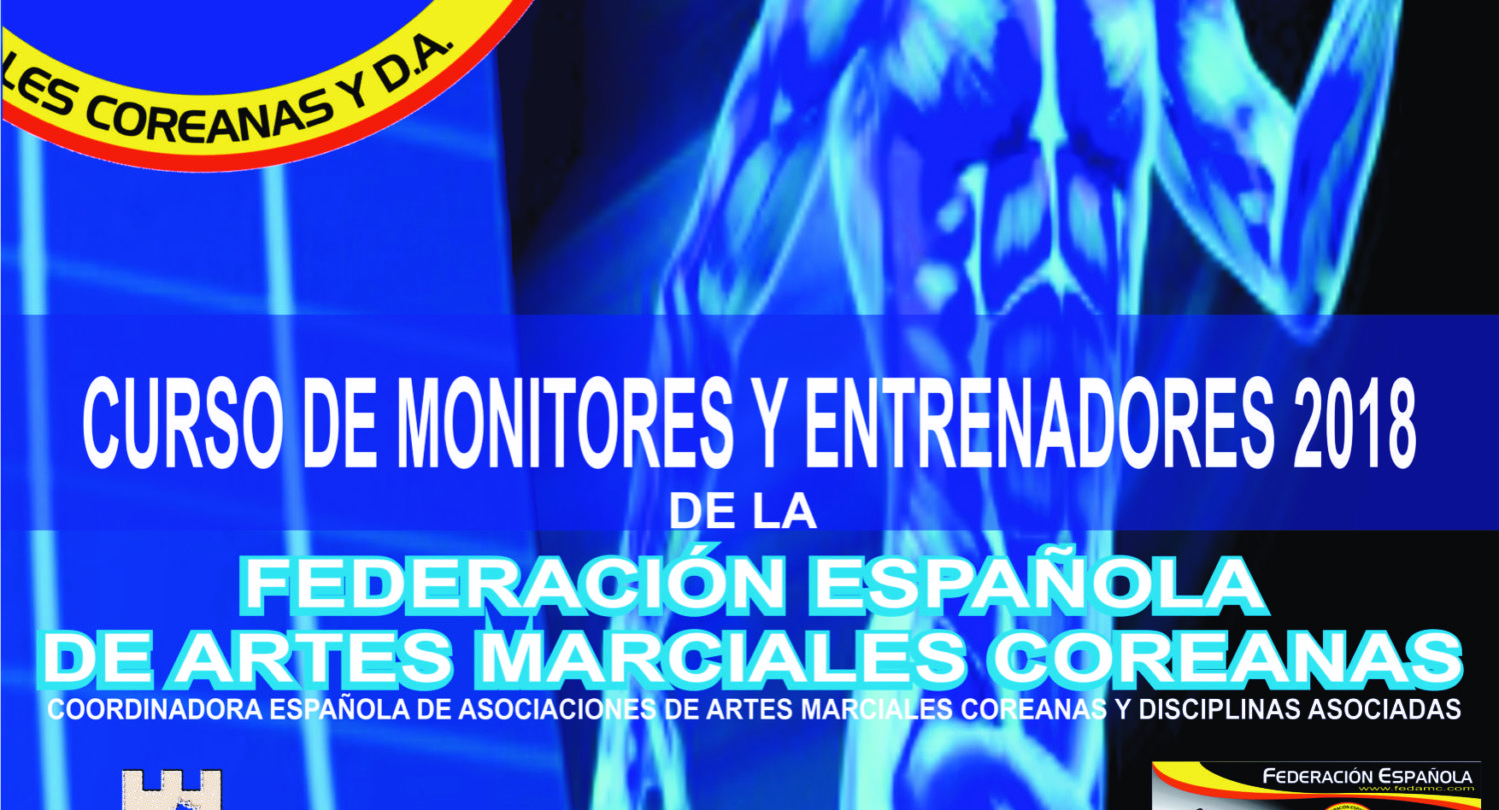 LES COREANAS Y D.A.
CURSO DE MONITORES Y ENTRENADORES 2018
DE LA
FEDERACIÓN ESPAÑOLA
DE ARTES MARCIALES COREANAS
COORDINADORA ESPAÑOLA DE ASOCIACIONES DE ARTES MARCIALES COREANAS Y DISCIPLINAS ASOCIADAS
FEDERACIÓN ESPAÑOLA
www.fedamc.com